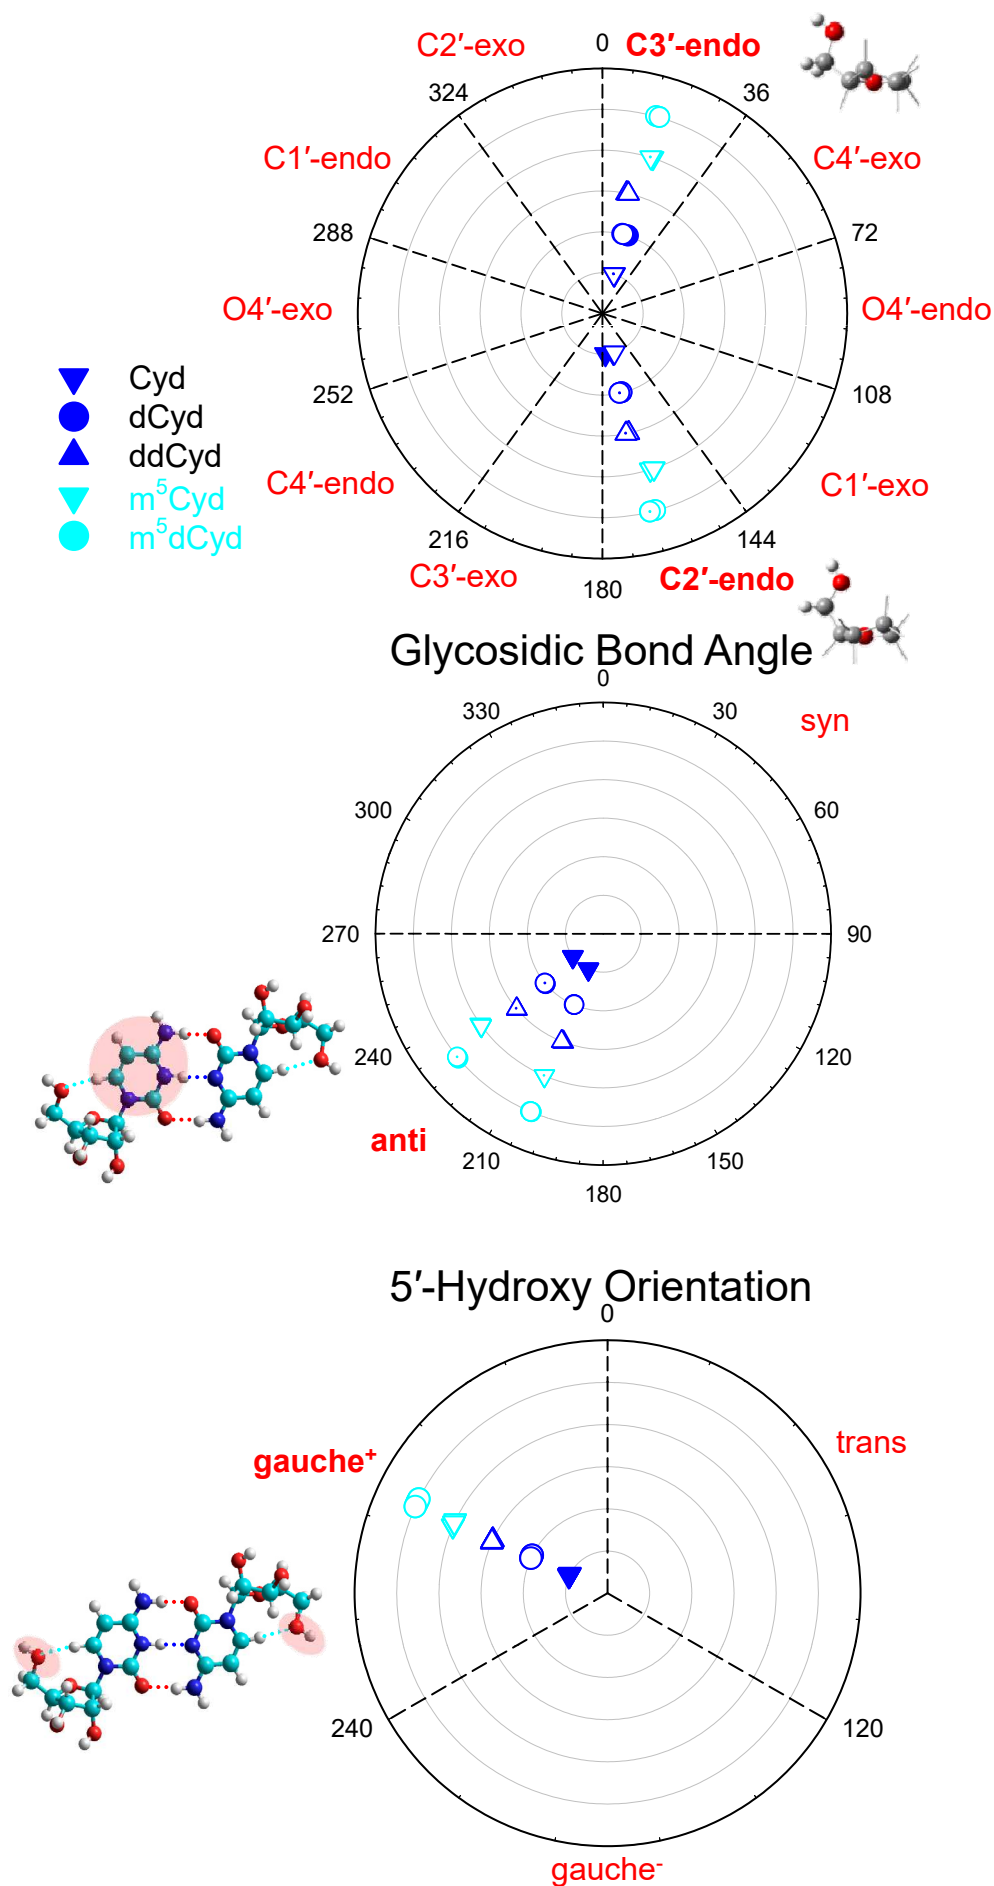 0
C3′-endo
C2′-exo
324
36
C1′-endo
C4′-exo
288
72
O4′-exo
O4′-endo
252
108
C4′-endo
C1′-exo
216
144
C3′-exo
180
C2′-endo
Cyd
dCyd
ddCyd
m⁵Cyd
m⁵dCyd
Glycosidic Bond Angle
0
330
30
syn
300
60
270
90
240
120
anti
210
150
180
5′-Hydroxy Orientation
0
gauche⁺
trans
240
120
gauche⁻